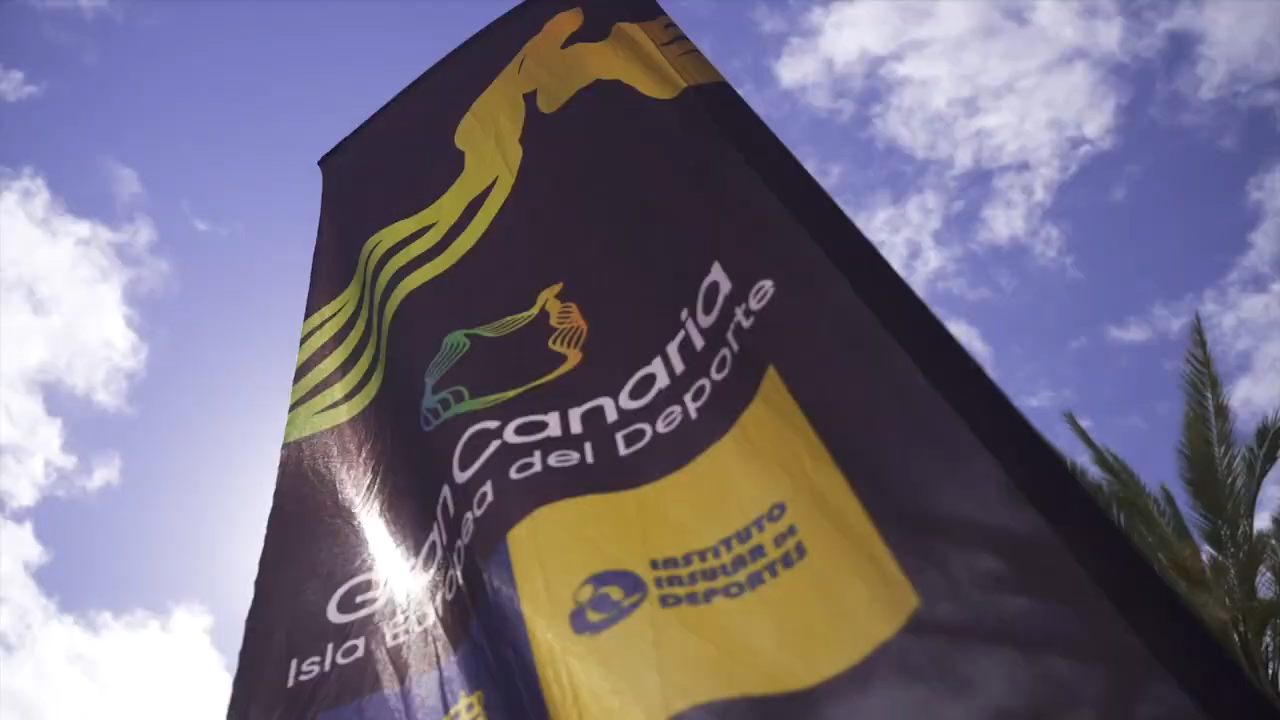 Gran Canaria
Isla Europea del Deporte
INSTITUTO
INSULAR DE
DEPORTES